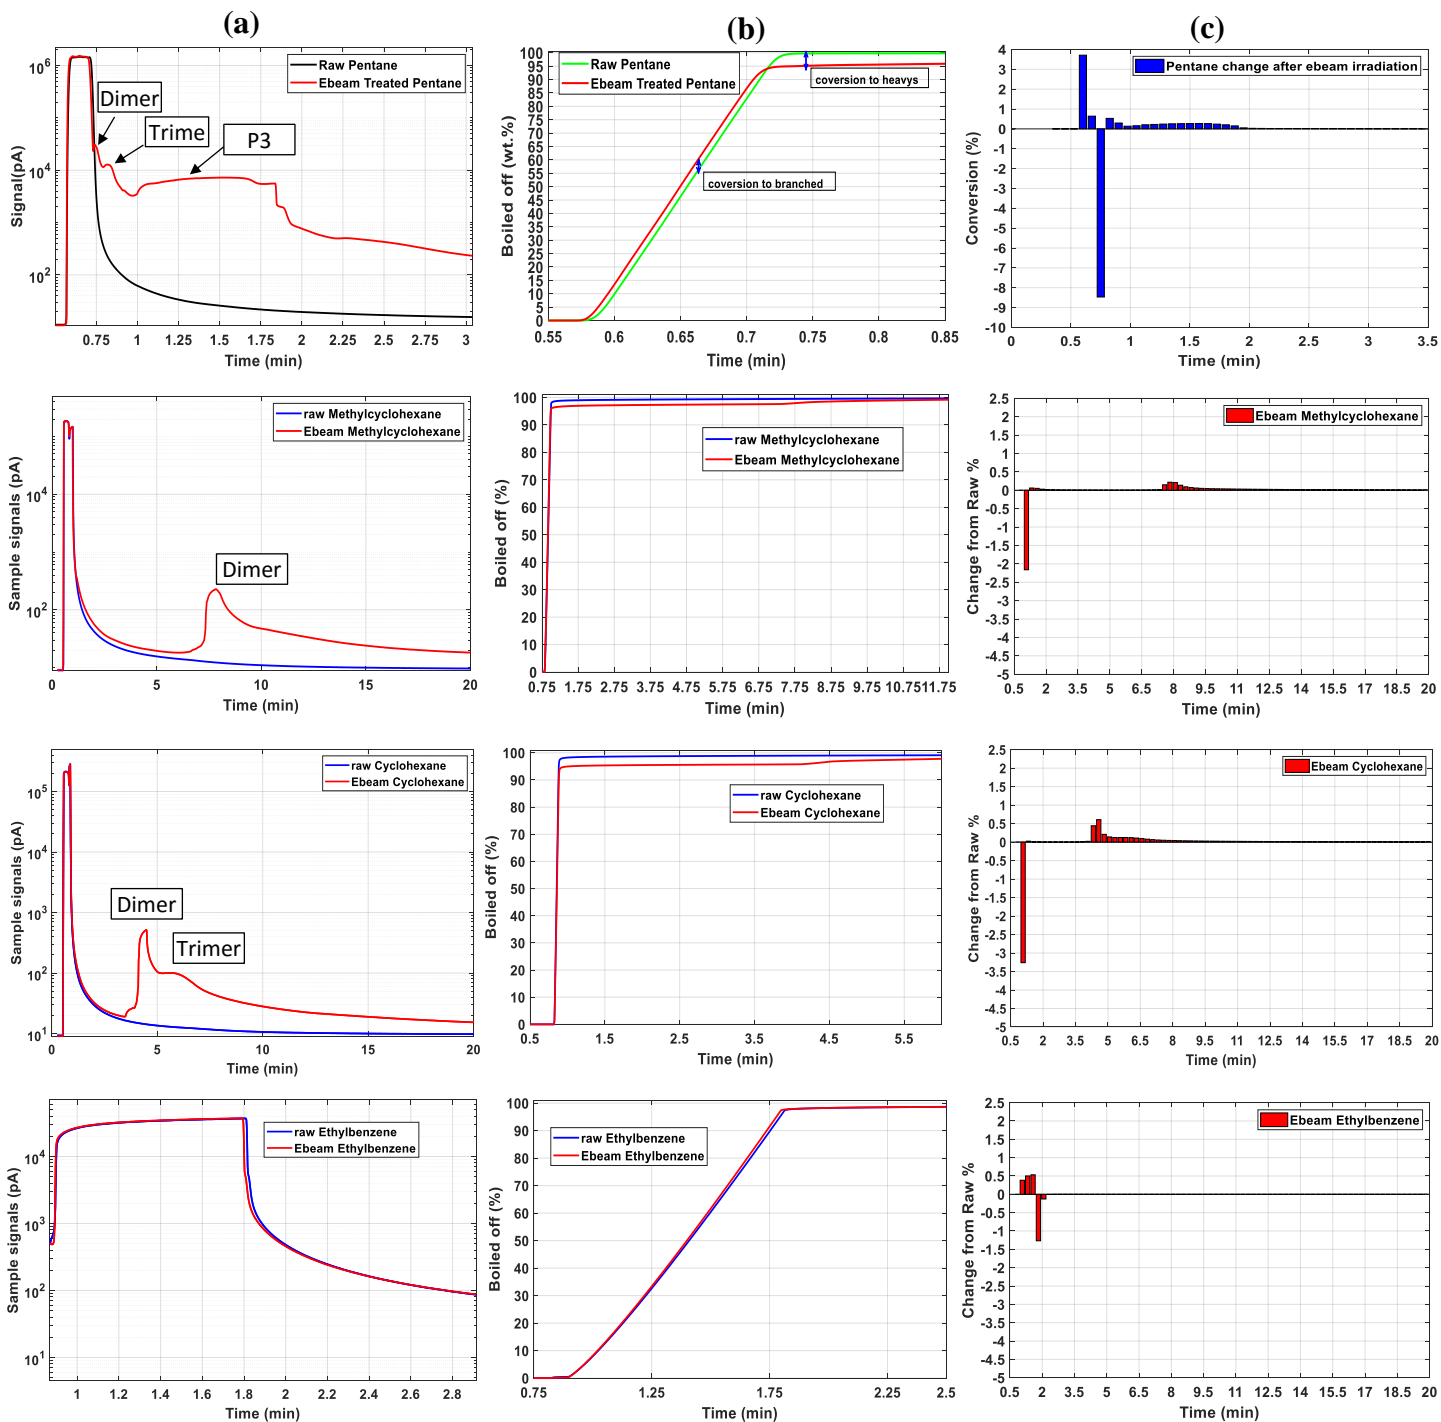 (a)
(b)
(c)
Raw Pentane
Ebeam Treated Pentane
Dimer
Trime
P3
10^6
10^4
10^2
Signal(pA)
0.75 1 1.25 1.5 1.75 2 2.25 2.5 2.75 3
Time (min)
Raw Pentane
Ebeam Treated Pentane
coversion to heavys
coversion to branched
100
95
90
85
80
75
70
65
60
55
50
45
40
35
30
25
20
15
10
5
0
Boiled off (wt.%)
0.55 0.6 0.65 0.7 0.75 0.8 0.85
Time (min)
Pentane change after ebeam irradiation
4
3
2
1
0
-1
-2
-3
-4
-5
-6
-7
-8
-9
-10
Conversion (%)
0 0.5 1 1.5 2 2.5 3 3.5
Time (min)
raw Methylcyclohexane
Ebeam Methylcyclohexane
Dimer
10^4
10^2
Sample signals (pA)
0 5 10 15 20
Time (min)
raw Methylcyclohexane
Ebeam Methylcyclohexane
100
90
80
70
60
50
40
30
20
10
0
Boiled off (%)
0.75 1.75 2.75 3.75 4.75 5.75 6.75 7.75 8.75 9.75 10.75 11.75
Time (min)
Ebeam Methylcyclohexane
2.5
2
1.5
1
0.5
0
-0.5
-1
-1.5
-2
-2.5
-3
-3.5
-4
-4.5
-5
Change from Raw %
0.5 2 3.5 5 6.5 8 9.5 11 12.5 14 15.5 17 18.5 20
Time (min)
raw Cyclohexane
Ebeam Cyclohexane
Dimer
Trimer
10^5
10^4
10^3
10^2
10^1
Sample signals (pA)
0 5 10 15 20
Time (min)
raw Cyclohexane
Ebeam Cyclohexane
100
90
80
70
60
50
40
30
20
10
0
Boiled off (%)
0.5 1.5 2.5 3.5 4.5 5.5
Time (min)
Ebeam Cyclohexane
2.5
2
1.5
1
0.5
0
-0.5
-1
-1.5
-2
-2.5
-3
-3.5
-4
-4.5
-5
Change from Raw %
0.5 2 3.5 5 6.5 8 9.5 11 12.5 14 15.5 17 18.5 20
Time (min)
raw Ethylbenzene
Ebeam Ethylbenzene
10^4
10^3
10^2
10^1
Sample signals (pA)
1 1.2 1.4 1.6 1.8 2 2.2 2.4 2.6 2.8
Time (min)
raw Ethylbenzene
Ebeam Ethylbenzene
100
90
80
70
60
50
40
30
20
10
0
Boiled off (%)
0.75 1.25 1.75 2.25 2.5
Time (min)
Ebeam Ethylbenzene
2.5
2
1.5
1
0.5
0
-0.5
-1
-1.5
-2
-2.5
-3
-3.5
-4
-4.5
-5
Change from Raw %
0.5 2 3.5 5 6.5 8 9.5 11 12.5 14 15.5 17 18.5 20
Time (min)